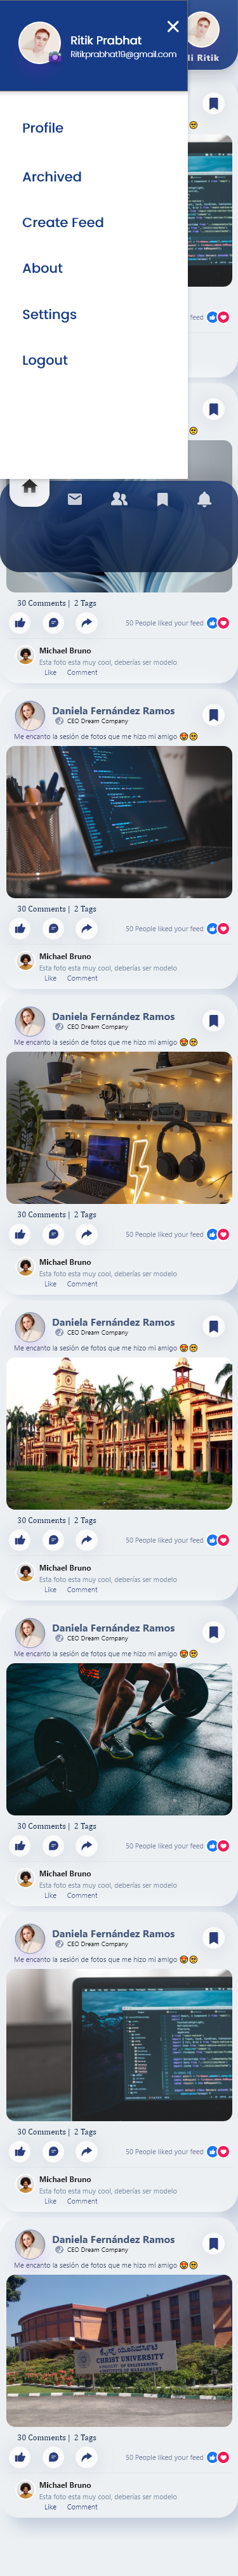 Ritik Prabhat
Ritikprabhat19@gmail.com
Ritik
Profile
Archived
Create Feed
About
Settings
Logout
feed
30 Comments | 2 Tags
50 People liked your feed
Michael Bruno
Esta foto esta muy cool, deberías ser modelo
Like Comment
Daniela Fernández Ramos
CEO Dream Company
Me encanto la sesión de fotos que me hizo mi amigo 🥵🥺
30 Comments | 2 Tags
50 People liked your feed
Michael Bruno
Esta foto esta muy cool, deberías ser modelo
Like Comment
Daniela Fernández Ramos
CEO Dream Company
Me encanto la sesión de fotos que me hizo mi amigo 🥵🥺
30 Comments | 2 Tags
50 People liked your feed
Michael Bruno
Esta foto esta muy cool, deberías ser modelo
Like Comment
Daniela Fernández Ramos
CEO Dream Company
Me encanto la sesión de fotos que me hizo mi amigo 🥵🥺
30 Comments | 2 Tags
50 People liked your feed
Michael Bruno
Esta foto esta muy cool, deberías ser modelo
Like Comment
Daniela Fernández Ramos
CEO Dream Company
Me encanto la sesión de fotos que me hizo mi amigo 🥵🥺
30 Comments | 2 Tags
50 People liked your feed
Michael Bruno
Esta foto esta muy cool, deberías ser modelo
Like Comment
Daniela Fernández Ramos
CEO Dream Company
Me encanto la sesión de fotos que me hizo mi amigo 🥵🥺
30 Comments | 2 Tags
50 People liked your feed
Michael Bruno
Esta foto esta muy cool, deberías ser modelo
Like Comment
Daniela Fernández Ramos
CEO Dream Company
Me encanto la sesión de fotos que me hizo mi amigo 🥵🥺
CHRIST UNIVERSITY
FACULTY OF ENGINEERING
INSTITUTE OF MANAGEMENT
30 Comments | 2 Tags
50 People liked your feed
Michael Bruno
Esta foto esta muy cool, deberías ser modelo
Like Comment